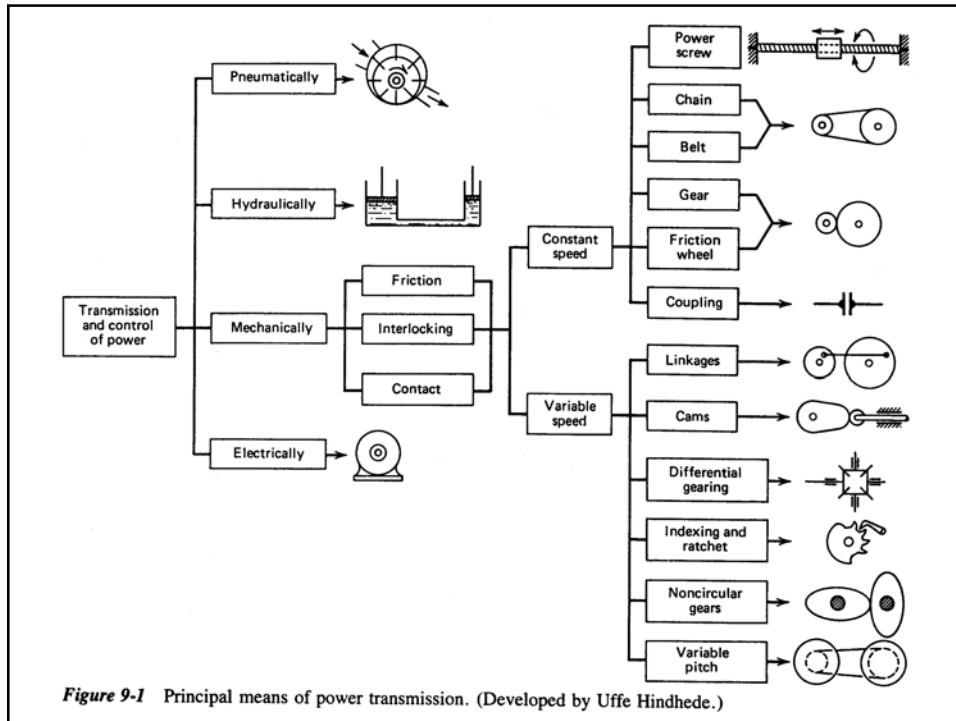 Transmission
and control
of power
Pneumatically
Hydraulically
Mechanically
Electrically
Friction
Interlocking
Contact
Constant
speed
Variable
speed
Power
screw
Chain
Belt
Gear
Friction
wheel
Coupling
Linkages
Cams
Differential
gearing
Indexing and
ratchet
Noncircular
gears
Variable
pitch
Figure 9-1 Principal means of power transmission. (Developed by Uffe Hindhede.)